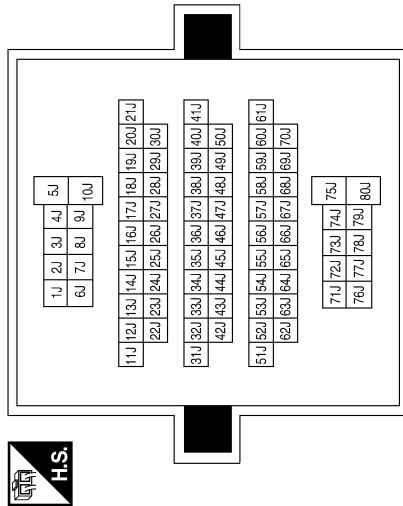 H.S.
1J 2J 3J 4J 5J
6J 7J 8J 9J 10J
11J 12J 13J 14J 15J 16J 17J 18J 19J 20J 21J
22J 23J 24J 25J 26J 27J 28J 29J 30J
31J 32J 33J 34J 35J 36J 37J 38J 39J 40J 41J
42J 43J 44J 45J 46J 47J 48J 49J 50J
51J 52J 53J 54J 55J 56J 57J 58J 59J 60J 61J
62J 63J 64J 65J 66J 67J 68J 69J 70J
71J 72J 73J 74J 75J
76J 77J 78J 79J 80J